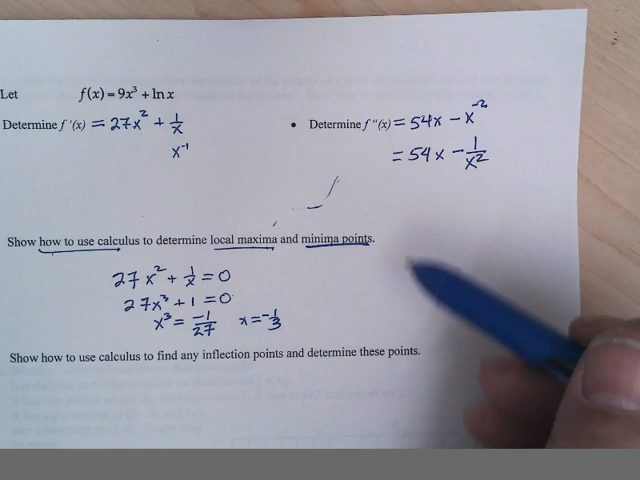 Let f(x) = 9x³ + ln x
Determine f '(x) = 27x² + 1/x
x⁻¹
• Determine f "(x) = 54x − x⁻²
= 54x − 1/x²
Show how to use calculus to determine local maxima and minima points.
27x² + 1/x = 0
27x³ + 1 = 0
x³ = −1/27 x = −1/3
Show how to use calculus to find any inflection points and determine these points.